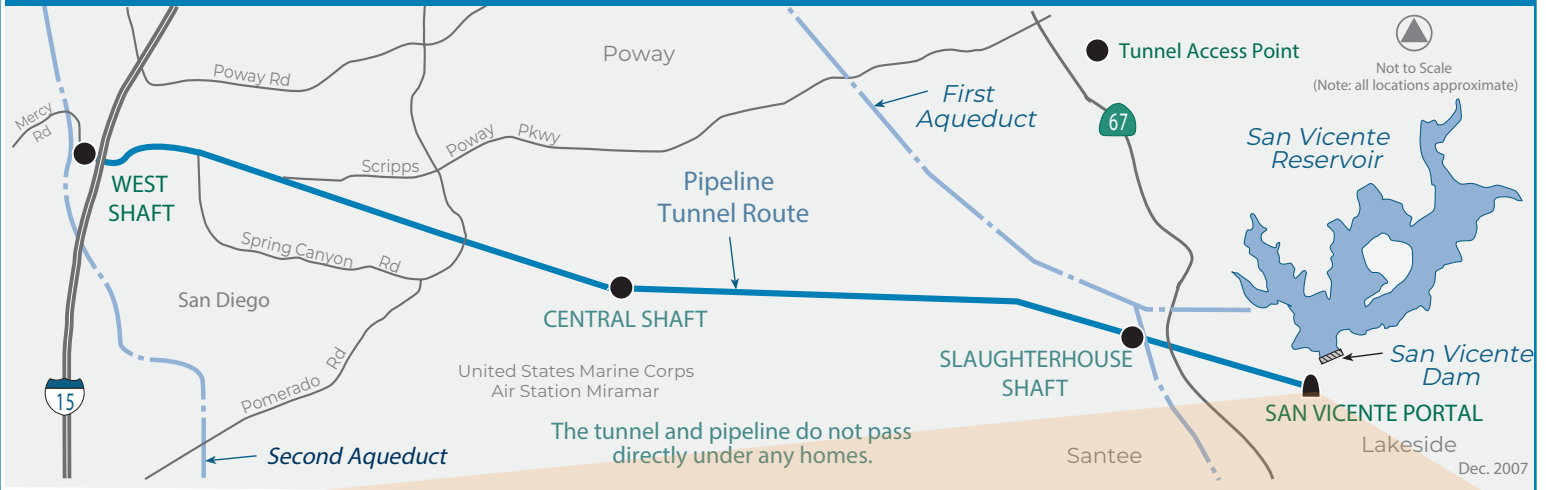 Poway Rd
Poway
Tunnel Access Point
Not to Scale
(Note: all locations approximate)
Mercy
Rd
First
Aqueduct
67
San Vicente
Reservoir
Scripps Poway Pkwy
WEST
SHAFT
Pipeline
Tunnel Route
Spring Canyon Rd
San Diego
CENTRAL SHAFT
SLAUGHTERHOUSE
SHAFT
San Vicente
Dam
United States Marine Corps
Air Station Miramar
Pomerado Rd
15
SAN VICENTE PORTAL
The tunnel and pipeline do not pass
directly under any homes.
Second Aqueduct
Santee
Lakeside
Dec. 2007